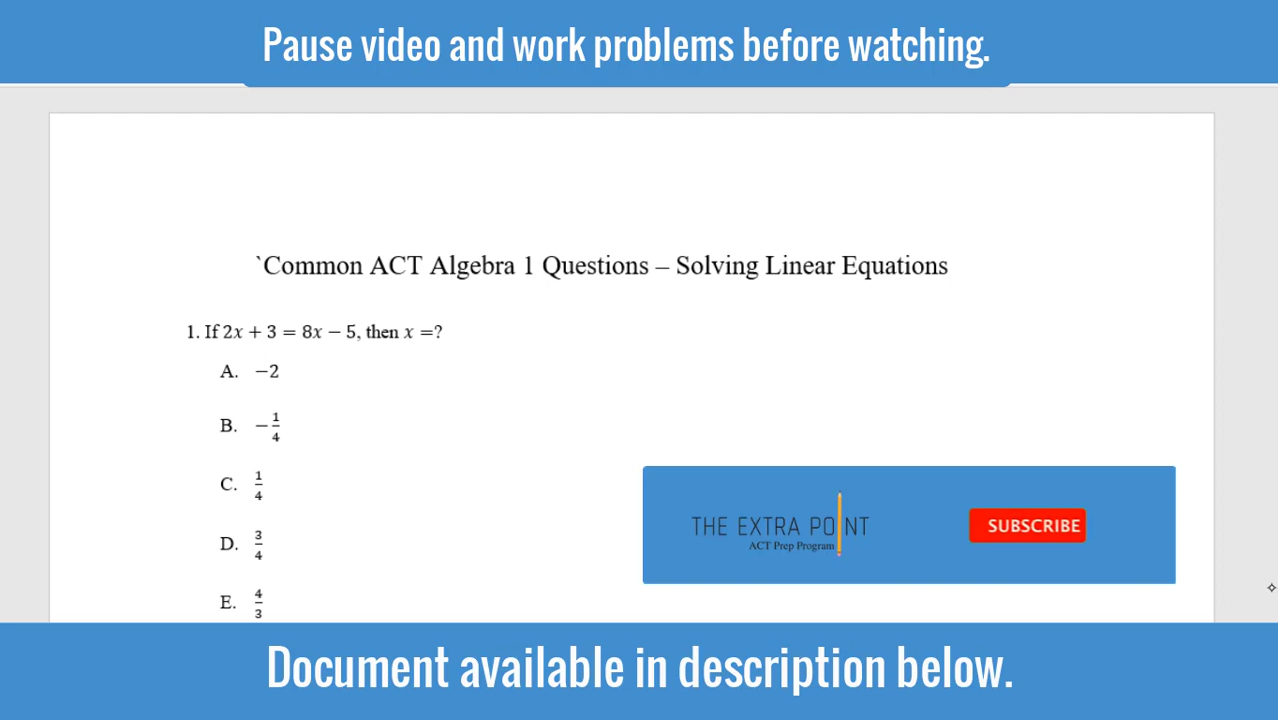 Pause video and work problems before watching.
`Common ACT Algebra 1 Questions – Solving Linear Equations
1. If 2x + 3 = 8x − 5, then x =?
A. −2
B. −1/4
C. 1/4
D. 3/4
E. 4/3
THE EXTRA POINT
ACT Prep Program
SUBSCRIBE
Document available in description below.